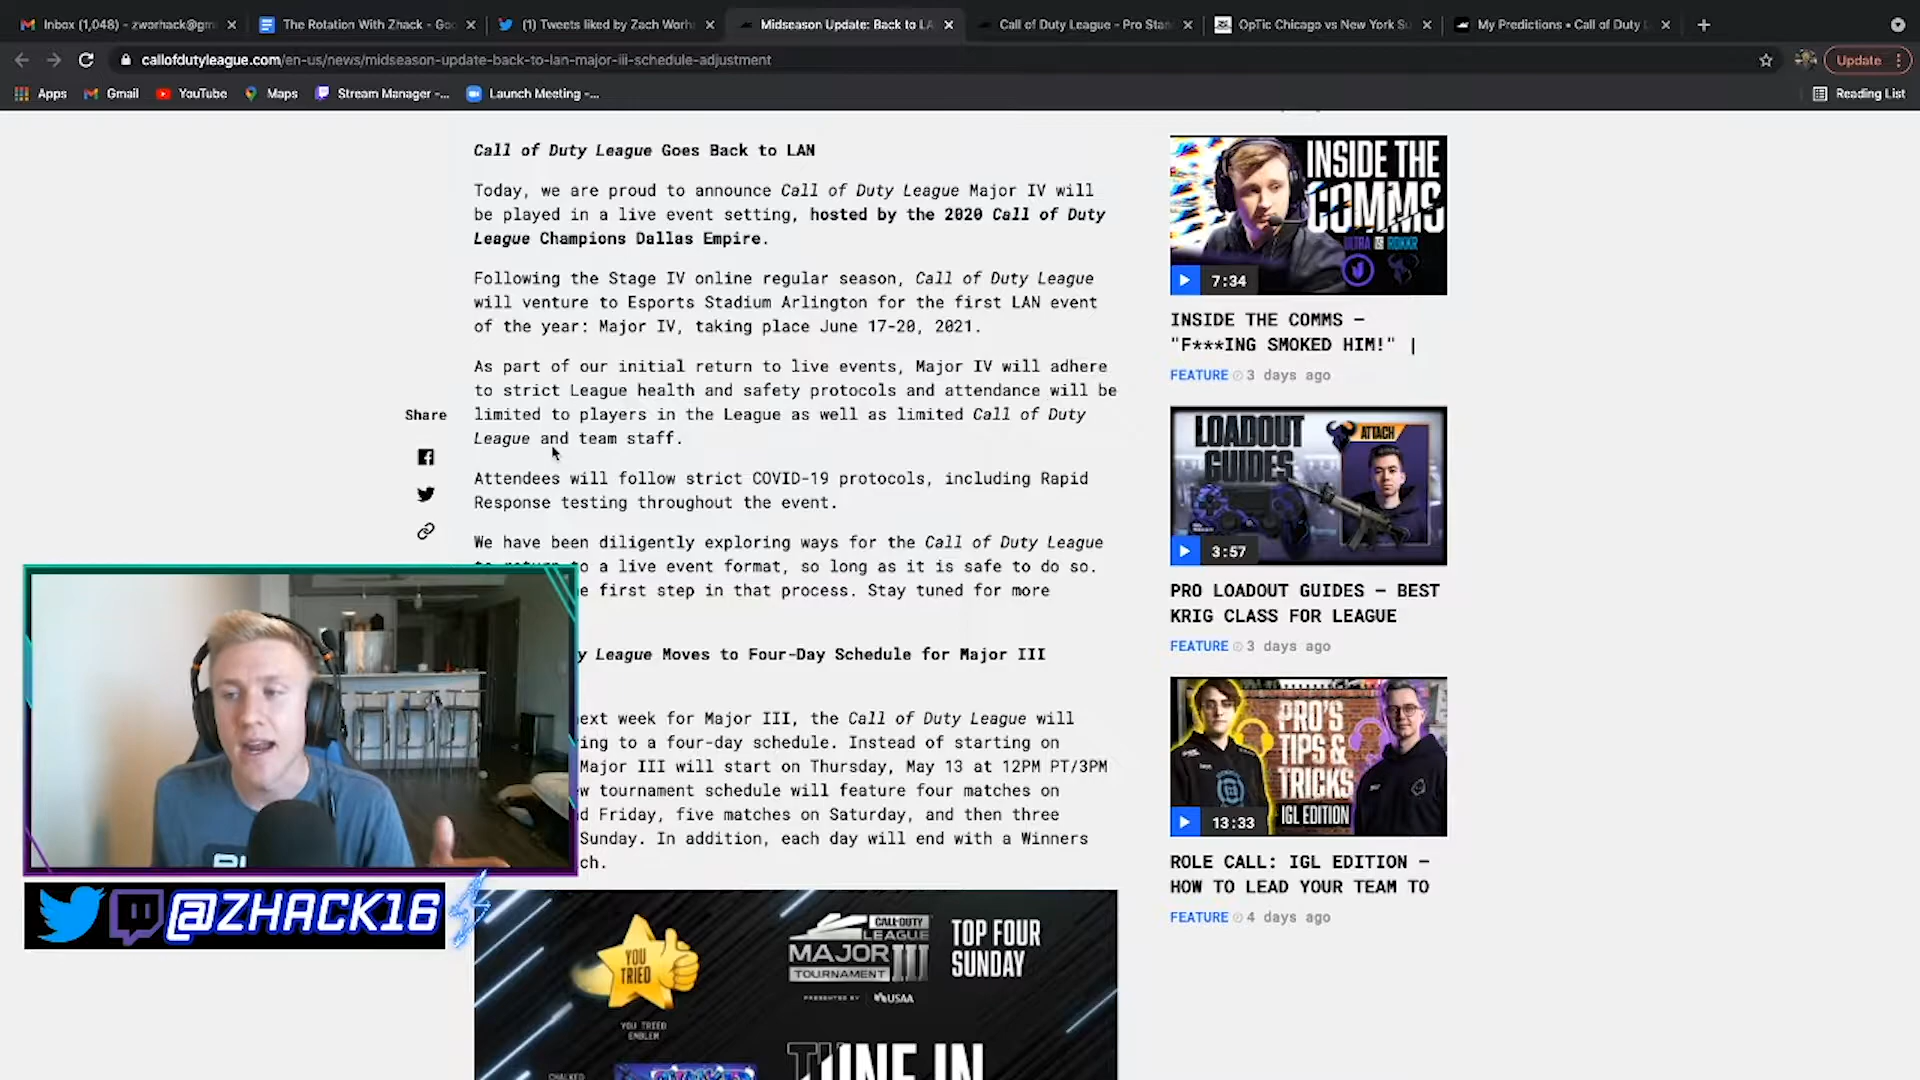 Inbox (1,048) - zworhack@gm
The Rotation With Zhack - Goo
(1) Tweets liked by Zach Worh
Midseason Update: Back to LA
Call of Duty League - Pro Stan
OpTic Chicago vs New York Su
My Predictions • Call of Duty
callofdutyleague.com/en-us/news/midseason-update-back-to-lan-major-iii-schedule-adjustment
Update
Apps
Gmail
YouTube
Maps
Stream Manager -...
Launch Meeting -...
Reading List
Call of Duty League Goes Back to LAN
Today, we are proud to announce Call of Duty League Major IV will
be played in a live event setting, hosted by the 2020 Call of Duty
League Champions Dallas Empire.
Following the Stage IV online regular season, Call of Duty League
will venture to Esports Stadium Arlington for the first LAN event
of the year: Major IV, taking place June 17-20, 2021.
As part of our initial return to live events, Major IV will adhere
to strict League health and safety protocols and attendance will be
limited to players in the League as well as limited Call of Duty
League and team staff.
Attendees will follow strict COVID-19 protocols, including Rapid
Response testing throughout the event.
We have been diligently exploring ways for the Call of Duty League
to return to a live event format, so long as it is safe to do so.
e first step in that process. Stay tuned for more
y League Moves to Four-Day Schedule for Major III
ext week for Major III, the Call of Duty League will
ing to a four-day schedule. Instead of starting on
Major III will start on Thursday, May 13 at 12PM PT/3PM
w tournament schedule will feature four matches on
d Friday, five matches on Saturday, and then three
Sunday. In addition, each day will end with a Winners
ch.
Share
INSIDE THE
COMMS
ULTRA VS ROKKR
7:34
INSIDE THE COMMS –
"F***ING SMOKED HIM!" |
FEATURE 3 days ago
LOADOUT
GUIDES
ATTACH
3:57
PRO LOADOUT GUIDES – BEST
KRIG CLASS FOR LEAGUE
FEATURE 3 days ago
PRO'S
TIPS &
TRICKS
IGL EDITION
13:33
ROLE CALL: IGL EDITION –
HOW TO LEAD YOUR TEAM TO
FEATURE 4 days ago
@ZHACK16
YOU
TRIED
YOU TRIED
EMBLEM
CALL OF DUTY
LEAGUE
MAJOR III
TOURNAMENT
PRESENTED BY USAA
TOP FOUR
SUNDAY
TUNE IN
CHALKED